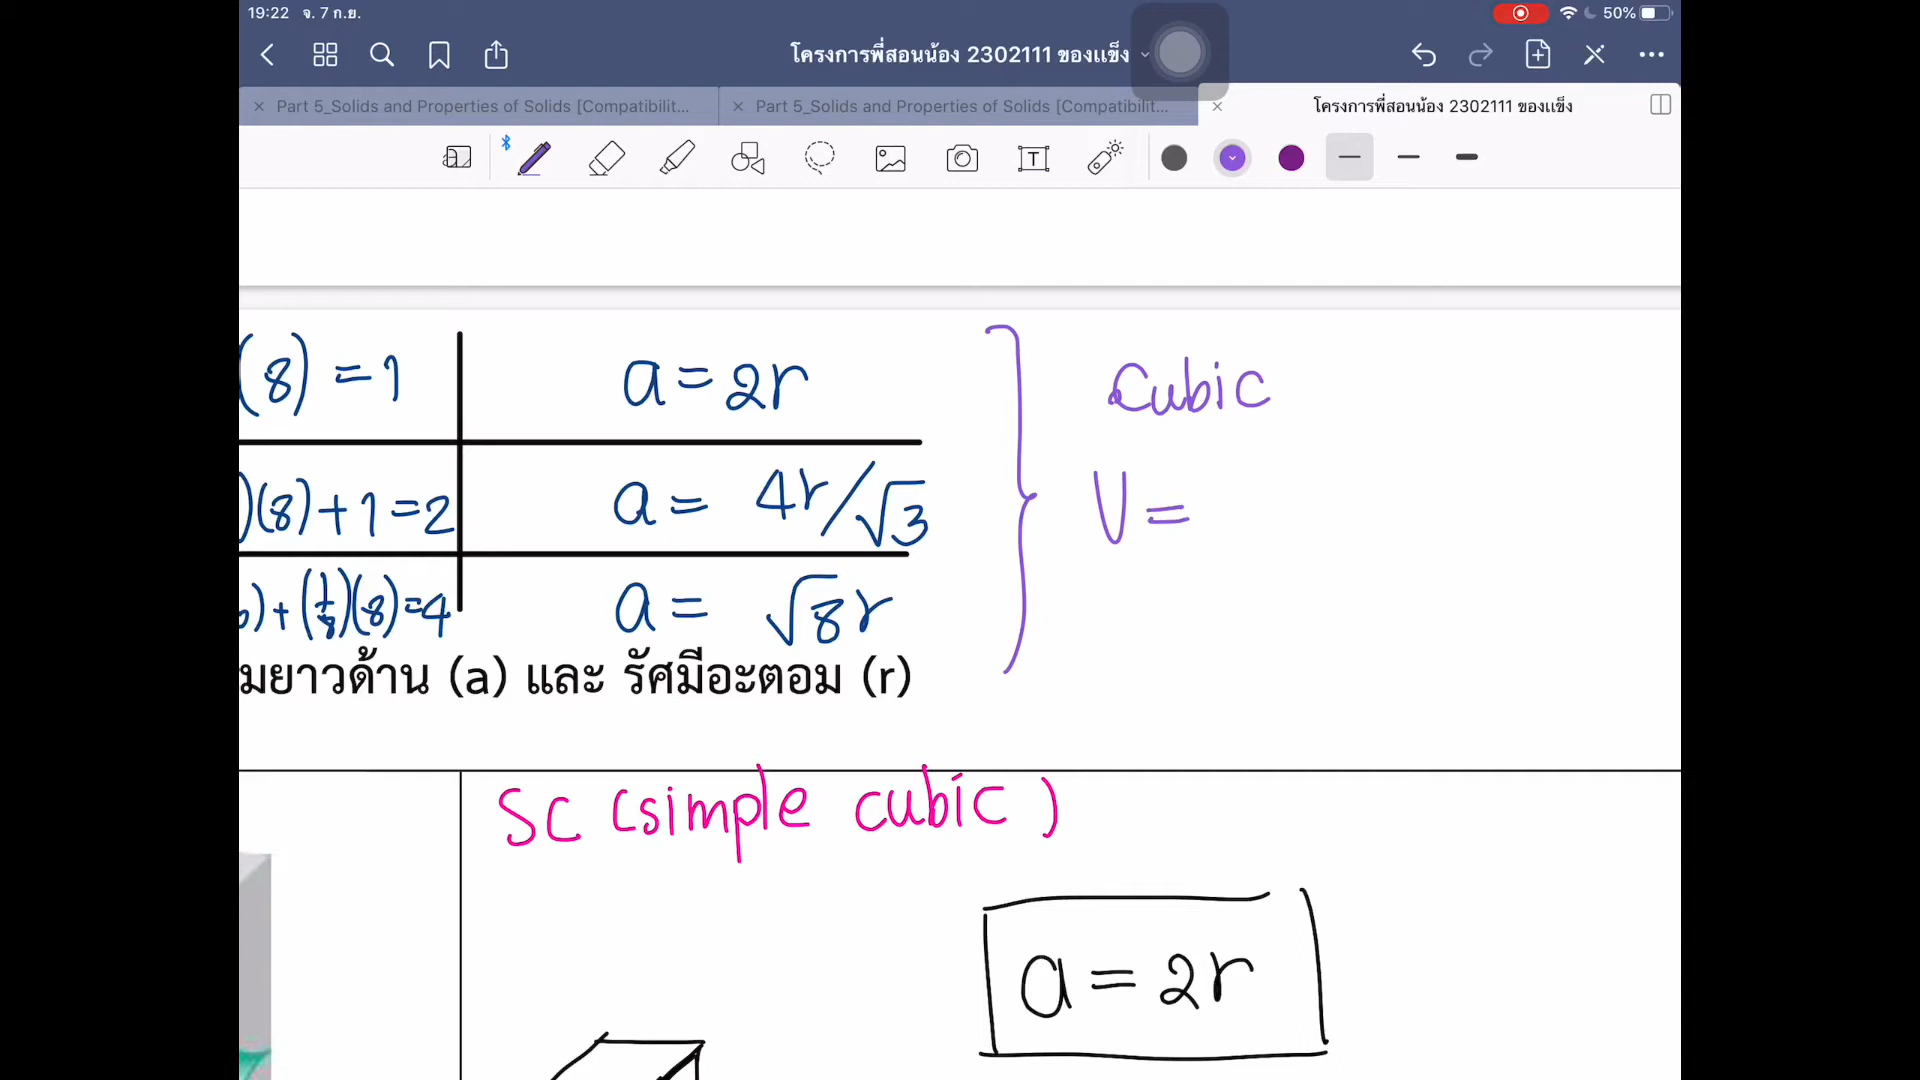 19:22 จ. 7 ก.ย.
50%
โครงการพี่สอนน้อง 2302111 ของแข็ง
Part 5_Solids and Properties of Solids [Compatibilit...
Part 5_Solids and Properties of Solids [Compatibilit...
โครงการพี่สอนน้อง 2302111 ของแข็ง
(8) = 1
a = 2r
cubic
)(8) + 1 = 2
a = 4r/√3
V =
) + (1/8)(8) = 4
a = √8 r
มยาวด้าน (a) และ รัศมีอะตอม (r)
SC (simple cubic)
a = 2r